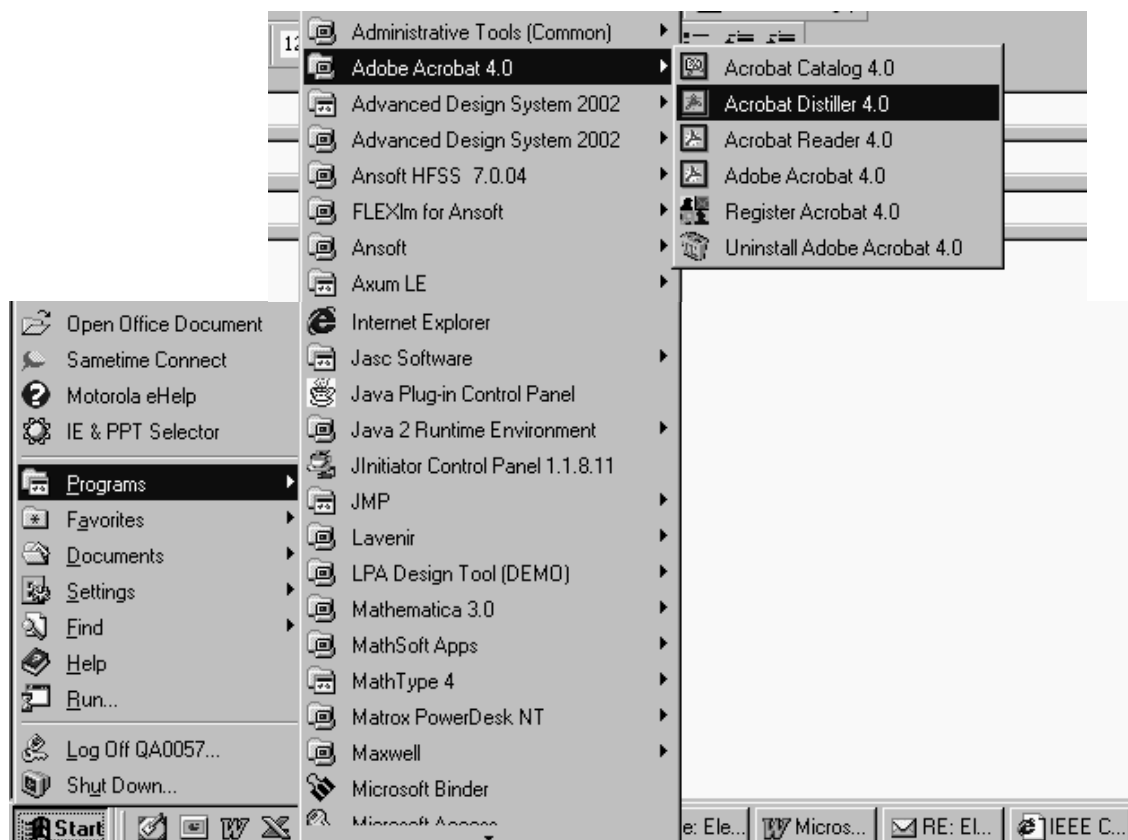 12
Administrative Tools (Common)
Adobe Acrobat 4.0
Advanced Design System 2002
Advanced Design System 2002
Ansoft HFSS 7.0.04
FLEXlm for Ansoft
Ansoft
Axum LE
Internet Explorer
Jasc Software
Java Plug-in Control Panel
Java 2 Runtime Environment
JInitiator Control Panel 1.1.8.11
JMP
Lavenir
LPA Design Tool (DEMO)
Mathematica 3.0
MathSoft Apps
MathType 4
Matrox PowerDesk NT
Maxwell
Microsoft Binder
Microsoft Access
Acrobat Catalog 4.0
Acrobat Distiller 4.0
Acrobat Reader 4.0
Adobe Acrobat 4.0
Register Acrobat 4.0
Uninstall Adobe Acrobat 4.0
Open Office Document
Sametime Connect
Motorola eHelp
IE & PPT Selector
Programs
Favorites
Documents
Settings
Find
Help
Run...
Log Off QA0057...
Shut Down...
Start
e: Ele...
Micros...
RE: El...
IEEE C...